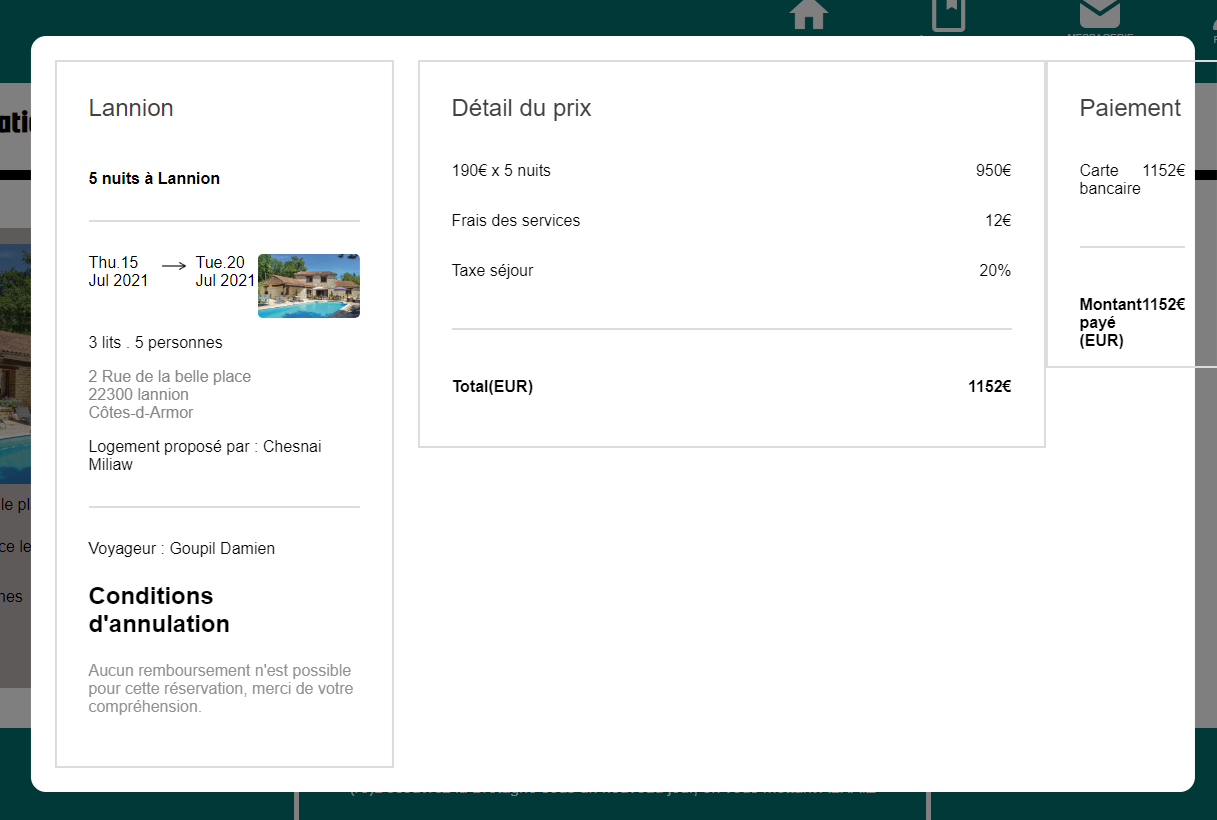 Lannion
5 nuits à Lannion
Thu.15
Jul 2021
Tue.20
Jul 2021
3 lits . 5 personnes
2 Rue de la belle place
22300 lannion
Côtes-d-Armor
Logement proposé par : Chesnai
Miliaw
Voyageur : Goupil Damien
Conditions
d'annulation
Aucun remboursement n'est possible
pour cette réservation, merci de votre
compréhension.
Détail du prix
190€ x 5 nuits 950€
Frais des services 12€
Taxe séjour 20%
Total(EUR) 1152€
Paiement
Carte 1152€
bancaire
Montant1152€
payé
(EUR)